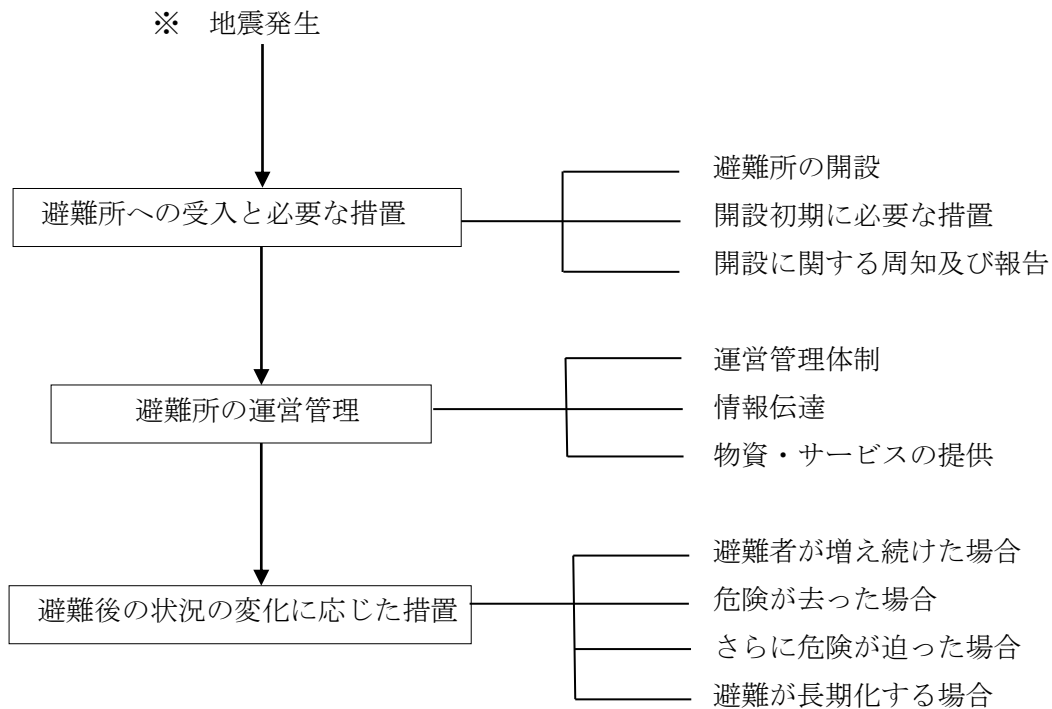 ※　地震発生
避難所への受入と必要な措置
避難所の開設
開設初期に必要な措置
開設に関する周知及び報告
避難所の運営管理
運営管理体制
情報伝達
物資・サービスの提供
避難後の状況の変化に応じた措置
避難者が増え続けた場合
危険が去った場合
さらに危険が迫った場合
避難が長期化する場合